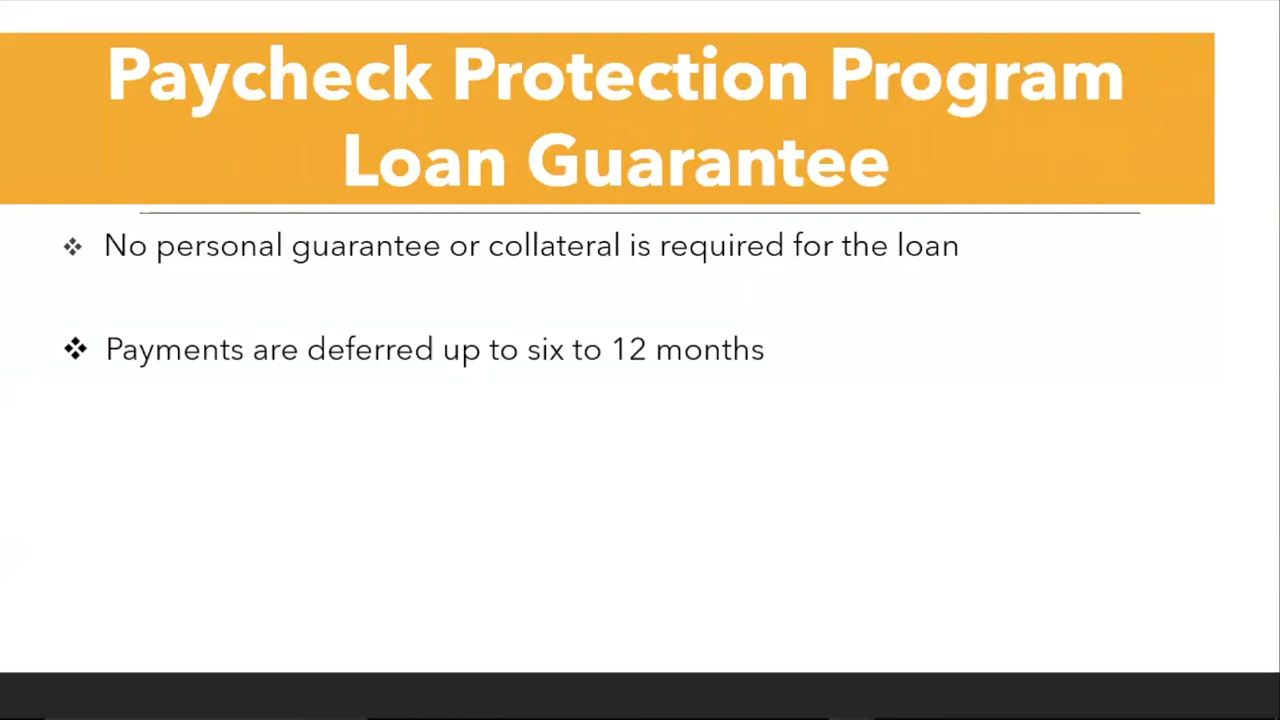 Paycheck Protection Program
Loan Guarantee
❖ No personal guarantee or collateral is required for the loan
❖ Payments are deferred up to six to 12 months